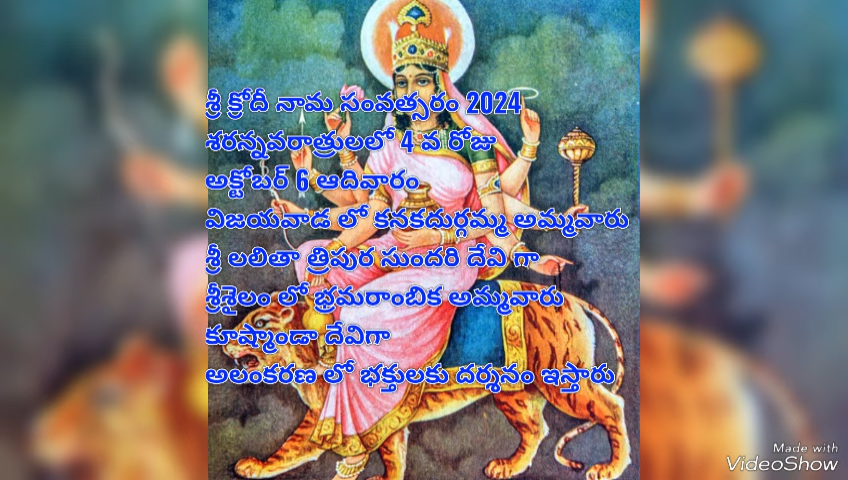 శ్రీ క్రోదీ నామ సంవత్సరం 2024
శరన్నవరాత్రులలో 4 వ రోజు
అక్టోబర్ 6 ఆదివారం
విజయవాడ లో కనకదుర్గమ్మ అమ్మవారు
శ్రీ లలితా త్రిపుర సుందరి దేవి గా
శ్రీశైలం లో భ్రమరాంబిక అమ్మవారు
కూష్మాండా దేవిగా
అలంకరణ లో భక్తులకు దర్శనం ఇస్తారు
Made with
VideoShow